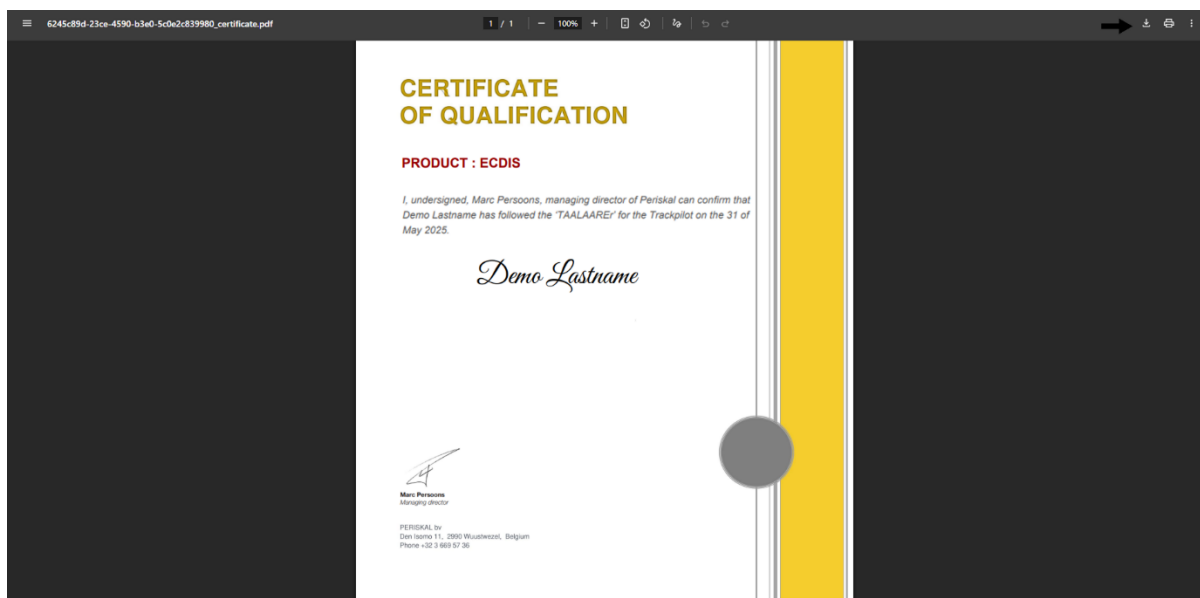 6245c89d-23ce-4590-b3e0-5c0e2c839980_certificate.pdf
1 / 1
100%
CERTIFICATE
OF QUALIFICATION
PRODUCT : ECDIS
I, undersigned, Marc Persoons, managing director of Periskal can confirm that
Demo Lastname has followed the 'TAALAAREr' for the Trackpilot on the 31 of
May 2025.
Demo Lastname
Marc Persoons
Managing director
PERISKAL bv
Den Isomo 11, 2990 Wuustwezel, Belgium
Phone +32 3 669 57 36